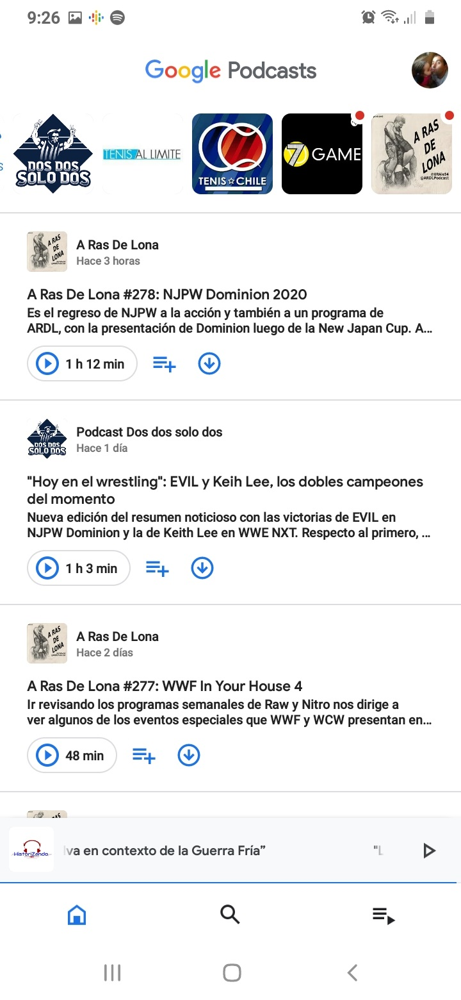 9:26
Google Podcasts
DOS DOS
SOLO DOS
TENIS AL LIMITE
TENIS CHILE
7 GAME
A RAS
DE
LONA
@URAle54
@ARDLPodcast
A RAS
DE
LONA
A Ras De Lona
Hace 3 horas
A Ras De Lona #278: NJPW Dominion 2020
Es el regreso de NJPW a la acción y también a un programa de
ARDL, con la presentación de Dominion luego de la New Japan Cup. A...
1 h 12 min
DOS DOS
SOLO DOS
Podcast Dos dos solo dos
Hace 1 día
"Hoy en el wrestling": EVIL y Keih Lee, los dobles campeones
del momento
Nueva edición del resumen noticioso con las victorias de EVIL en
NJPW Dominion y la de Keith Lee en WWE NXT. Respecto al primero, ...
1 h 3 min
A RAS
DE
LONA
A Ras De Lona
Hace 2 días
A Ras De Lona #277: WWF In Your House 4
Ir revisando los programas semanales de Raw y Nitro nos dirige a
ver algunos de los eventos especiales que WWF y WCW presentan en...
48 min
HistoriZando
lva en contexto de la Guerra Fría” "L